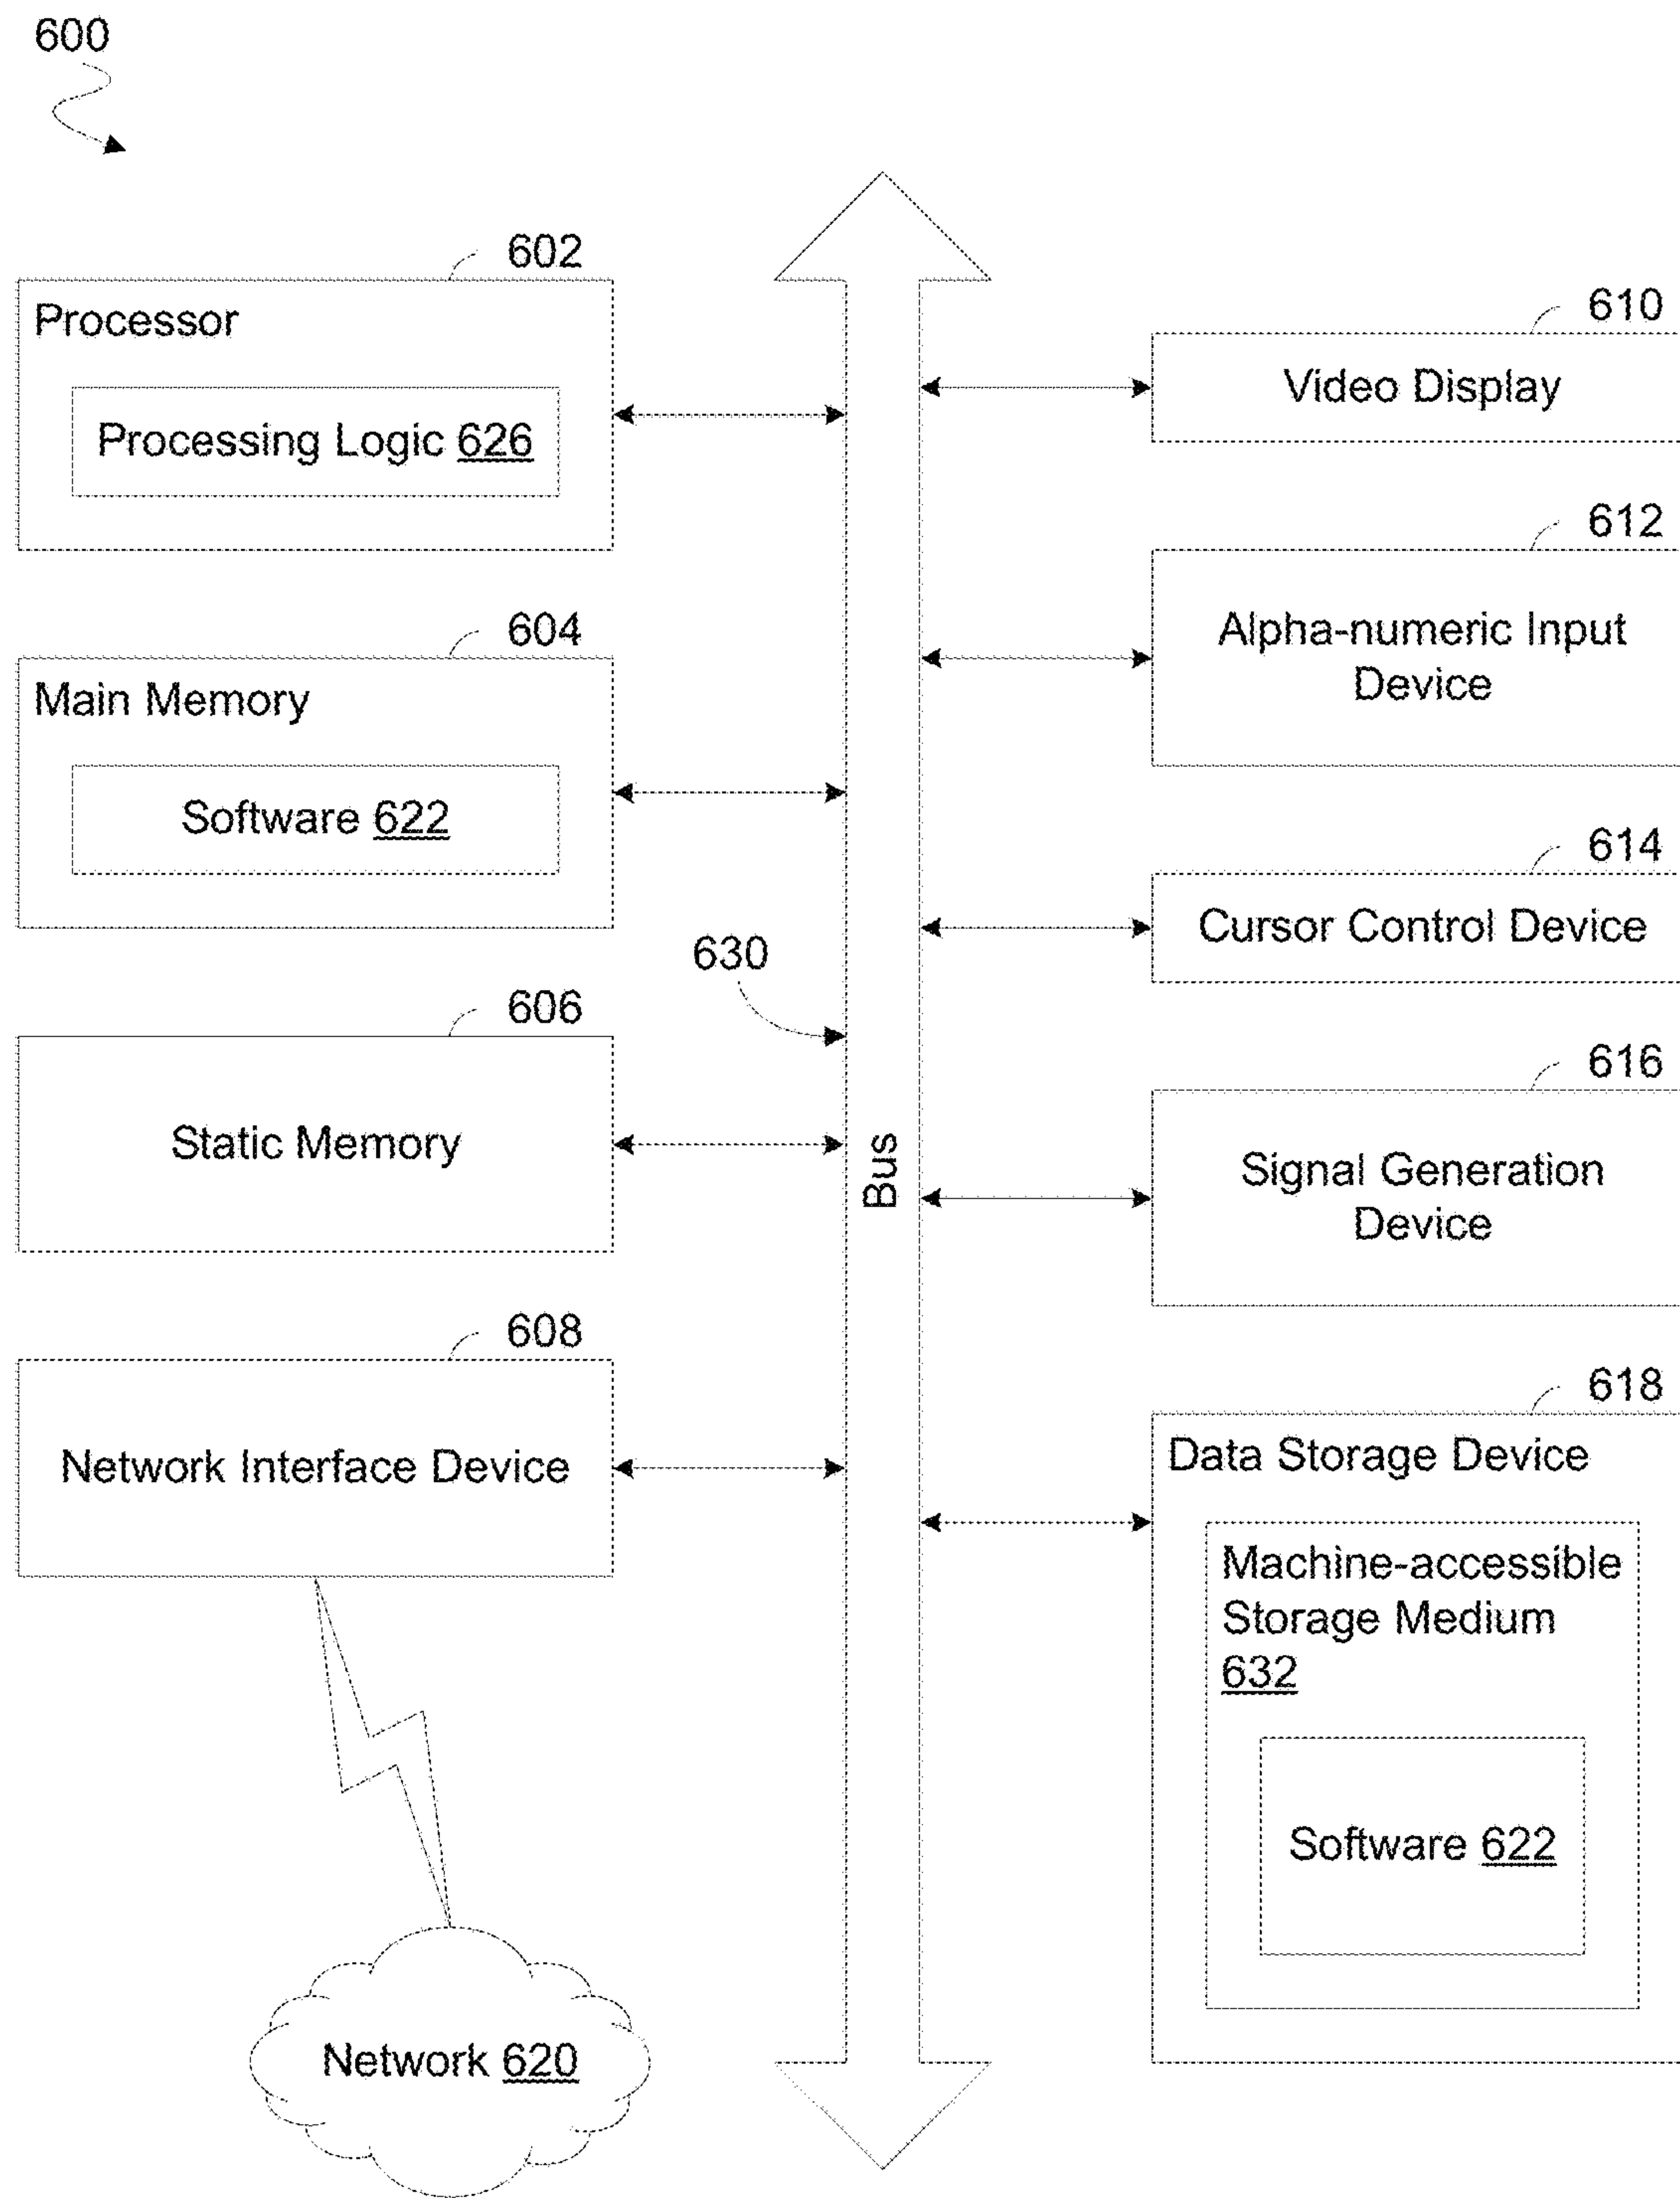 600
602
Processor
Processing Logic 626
604
Main Memory
Software 622
606
Static Memory
608
Network Interface Device
Network 620
630
Bus
610
Video Display
612
Alpha-numeric Input
Device
614
Cursor Control Device
616
Signal Generation
Device
618
Data Storage Device
Machine-accessible
Storage Medium
632
Software 622